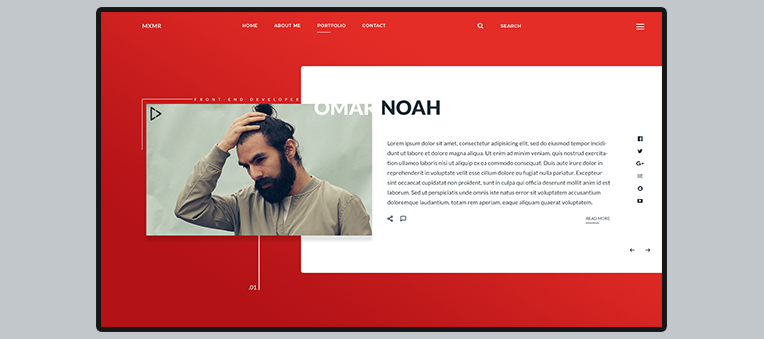 MXMR
HOME ABOUT ME PORTFOLIO CONTACT SEARCH
FRONT-END DEVELOPER
OMAR NOAH
Lorem ipsum dolor sit amet, consectetur adipisicing elit, sed do eiusmod tempor incidi-
dunt ut labore et dolore magna aliqua. Ut enim ad minim veniam, quis nostrud exercita-
tion ullamco laboris nisi ut aliquip ex ea commodo consequat. Duis aute irure dolor in
reprehenderit in voluptate velit esse cillum dolore eu fugiat nulla pariatur. Excepteur
sint occaecat cupidatat non proident, sunt in culpa qui officia deserunt mollit anim id est
laborum. Sed ut perspiciatis unde omnis iste natus error sit voluptatem accusantium
doloremque laudantium, totam rem aperiam, eaque aliquam quaerat voluptatem.
READ MORE
.01